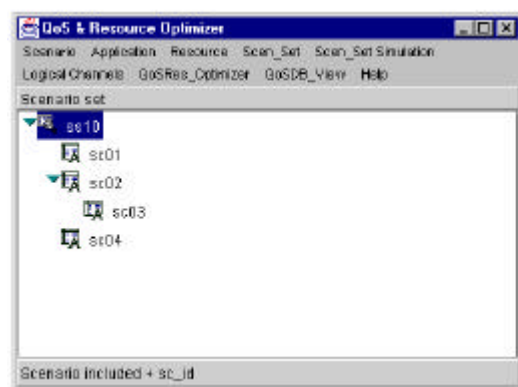 QoS & Resource Optimizer
Scenario Application Resource Scen_Set Scen_Set Simulation
Logical Channels QoSRes_Optimizer QoSDB_View Help
Scenario set
ss10
sc01
sc02
sc03
sc04
Scenario included + sc_id